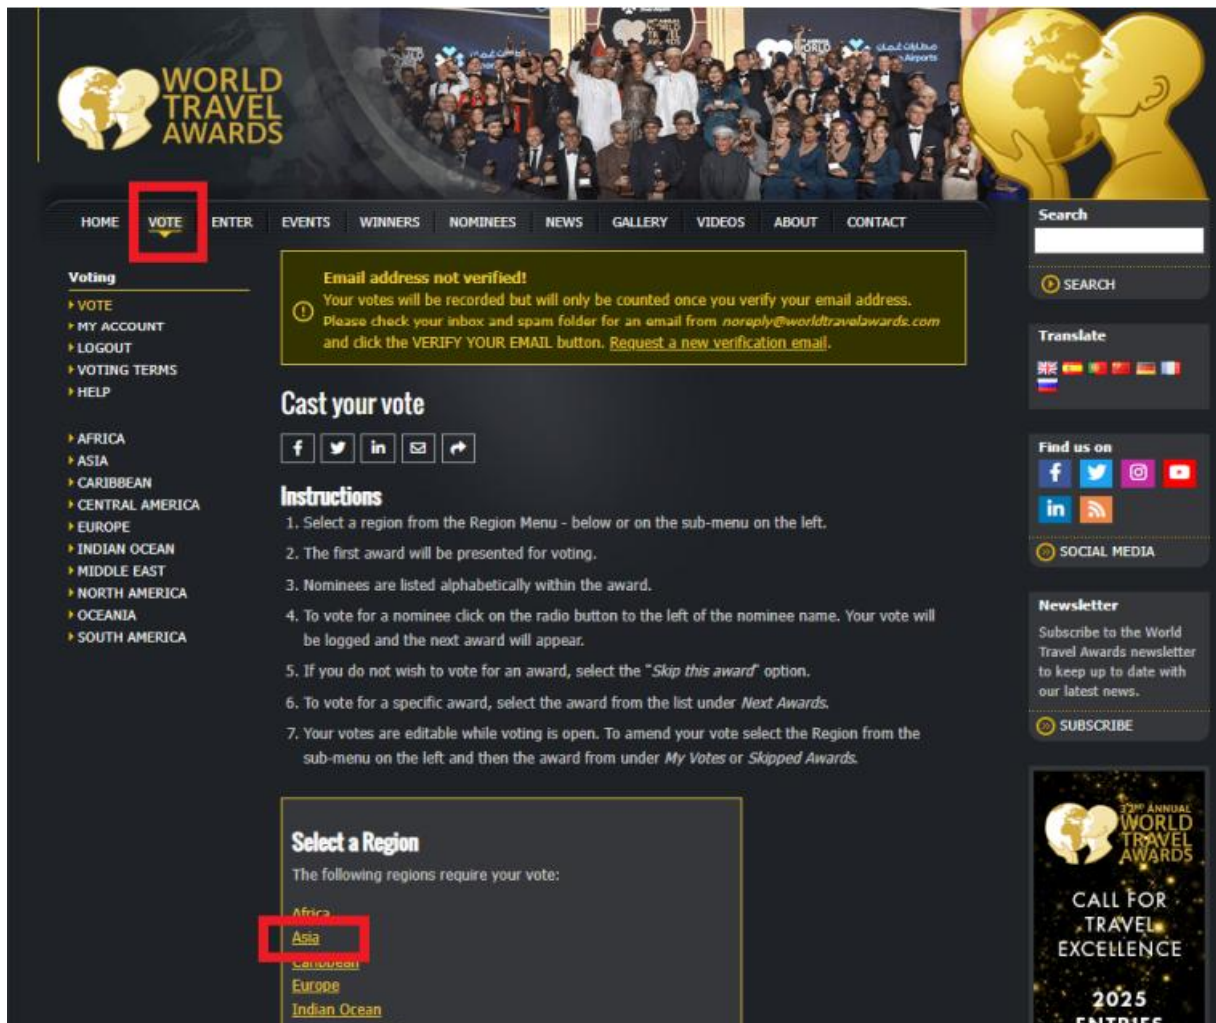 WORLD
TRAVEL
AWARDS
HOME VOTE ENTER EVENTS WINNERS NOMINEES NEWS GALLERY VIDEOS ABOUT CONTACT
Voting
VOTE
MY ACCOUNT
LOGOUT
VOTING TERMS
HELP
AFRICA
ASIA
CARIBBEAN
CENTRAL AMERICA
EUROPE
INDIAN OCEAN
MIDDLE EAST
NORTH AMERICA
OCEANIA
SOUTH AMERICA
Email address not verified!
Your votes will be recorded but will only be counted once you verify your email address.
Please check your inbox and spam folder for an email from noreply@worldtravelawards.com
and click the VERIFY YOUR EMAIL button. Request a new verification email.
Cast your vote
Instructions
1. Select a region from the Region Menu - below or on the sub-menu on the left.
2. The first award will be presented for voting.
3. Nominees are listed alphabetically within the award.
4. To vote for a nominee click on the radio button to the left of the nominee name. Your vote will
be logged and the next award will appear.
5. If you do not wish to vote for an award, select the "Skip this award" option.
6. To vote for a specific award, select the award from the list under Next Awards.
7. Your votes are editable while voting is open. To amend your vote select the Region from the
sub-menu on the left and then the award from under My Votes or Skipped Awards.
Select a Region
The following regions require your vote:
Africa
Asia
Caribbean
Europe
Indian Ocean
Search
SEARCH
Translate
Find us on
SOCIAL MEDIA
Newsletter
Subscribe to the World
Travel Awards newsletter
to keep up to date with
our latest news.
SUBSCRIBE
32ND ANNUAL
WORLD
TRAVEL
AWARDS
CALL FOR
TRAVEL
EXCELLENCE
2025
ENTRIES